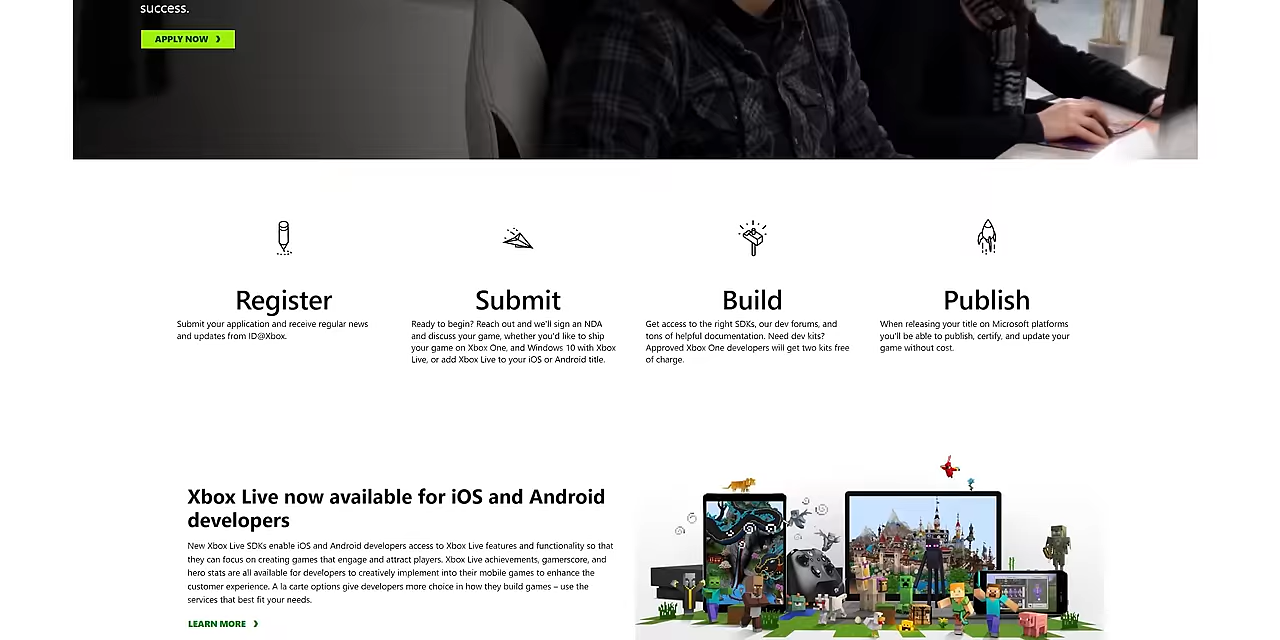 success.
APPLY NOW
Register
Submit your application and receive regular news
and updates from ID@Xbox.
Submit
Ready to begin? Reach out and we'll sign an NDA
and discuss your game, whether you'd like to ship
your game on Xbox One, and Windows 10 with Xbox
Live, or add Xbox Live to your iOS or Android title.
Build
Get access to the right SDKs, our dev forums, and
tons of helpful documentation. Need dev kits?
Approved Xbox One developers will get two kits free
of charge.
Publish
When releasing your title on Microsoft platforms
you'll be able to publish, certify, and update your
game without cost.
Xbox Live now available for iOS and Android
developers
New Xbox Live SDKs enable iOS and Android developers access to Xbox Live features and functionality so that
they can focus on creating games that engage and attract players. Xbox Live achievements, gamerscore, and
hero stats are all available for developers to creatively implement into their mobile games to enhance the
customer experience. A la carte options give developers more choice in how they build games – use the
services that best fit your needs.
LEARN MORE